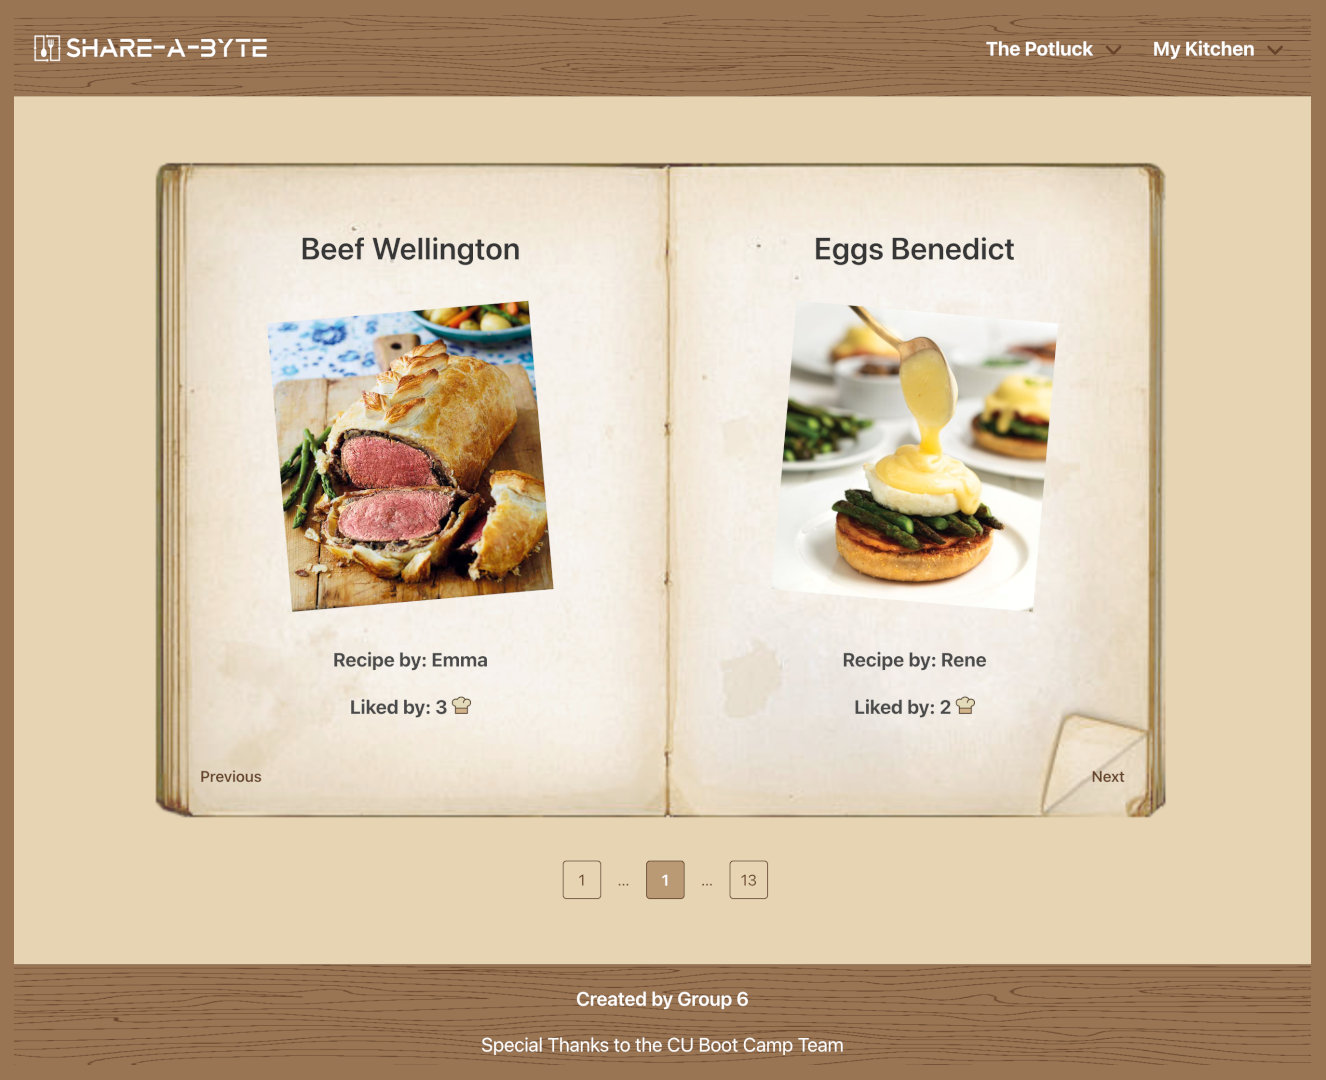 SHARE-A-BYTE
The Potluck
My Kitchen
Beef Wellington
Recipe by: Emma
Liked by: 3
Previous
Eggs Benedict
Recipe by: Rene
Liked by: 2
Next
1 ... 1 ... 13
Created by Group 6
Special Thanks to the CU Boot Camp Team